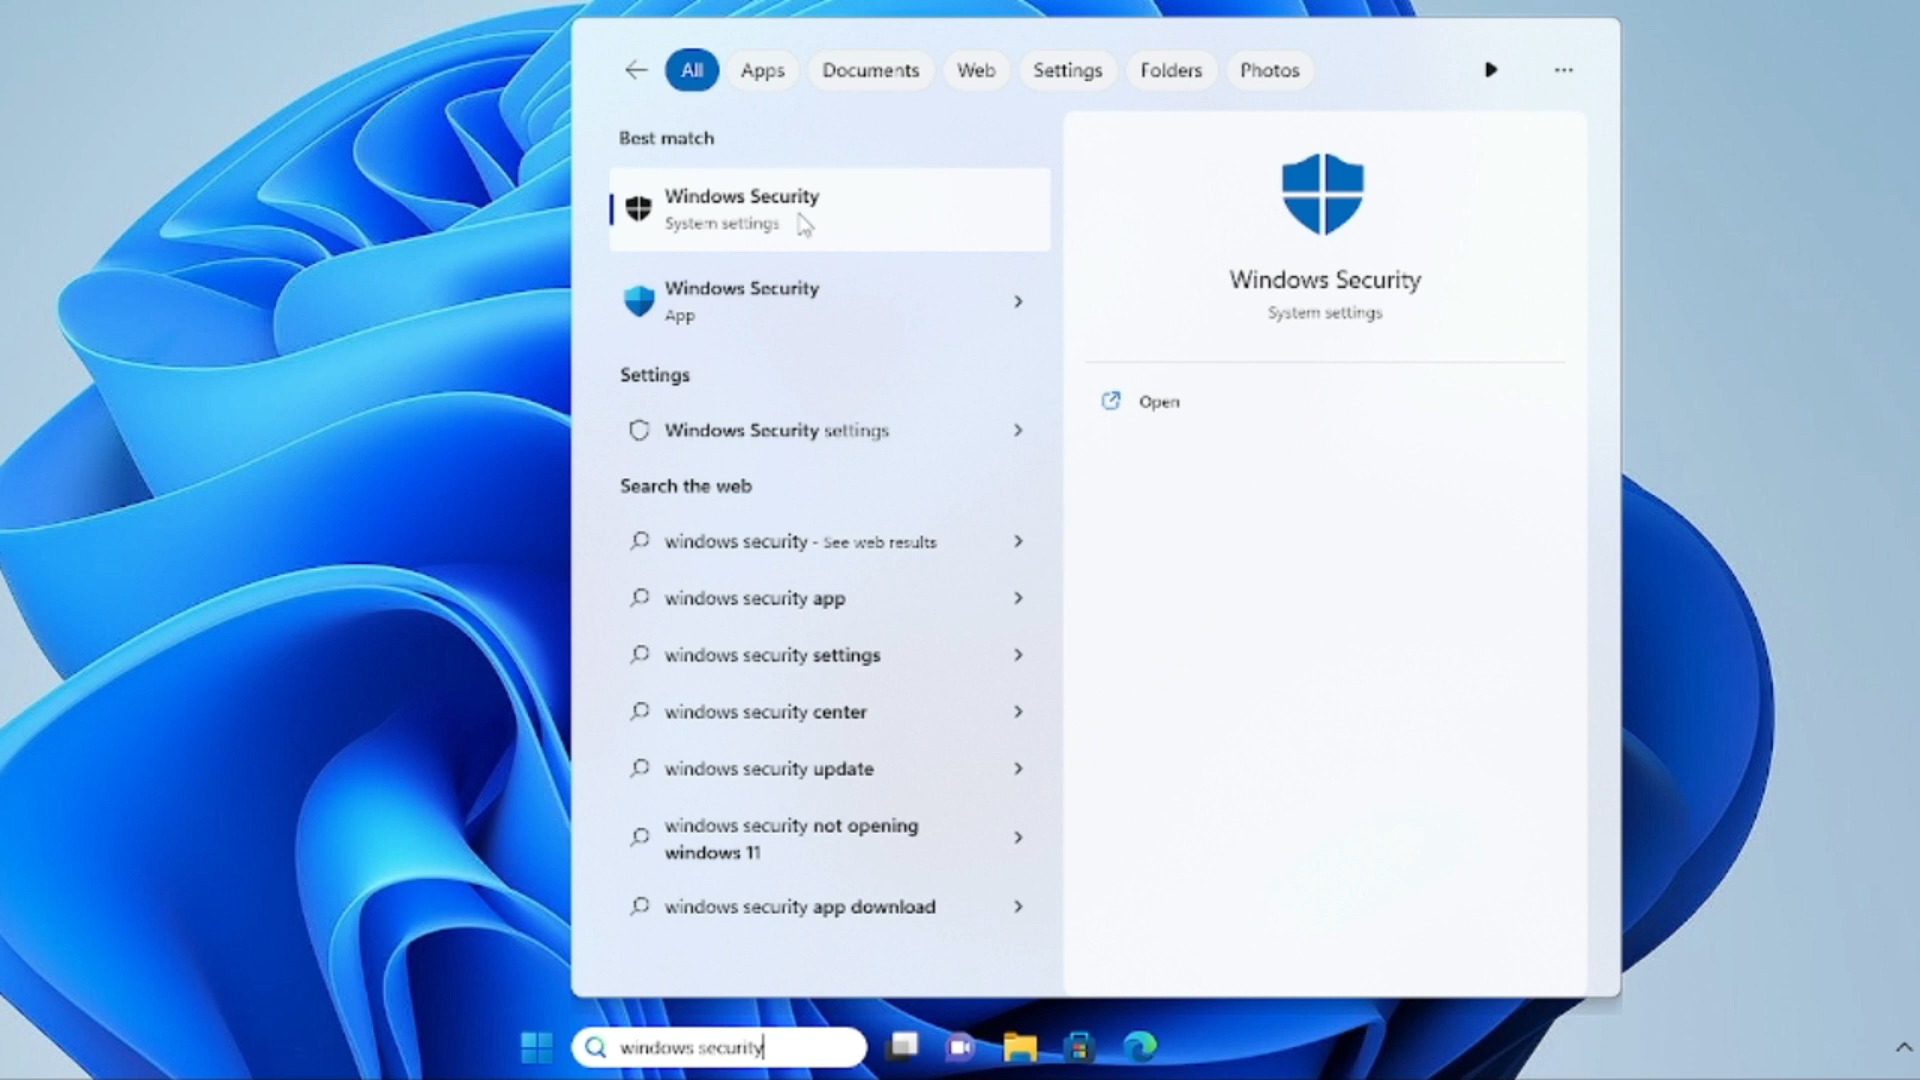 All
Apps
Documents
Web
Settings
Folders
Photos
Best match
Windows Security
System settings
Windows Security
App
Settings
Windows Security settings
Search the web
windows security - See web results
windows security app
windows security settings
windows security center
windows security update
windows security not opening
windows 11
windows security app download
Windows Security
System settings
Open
windows security